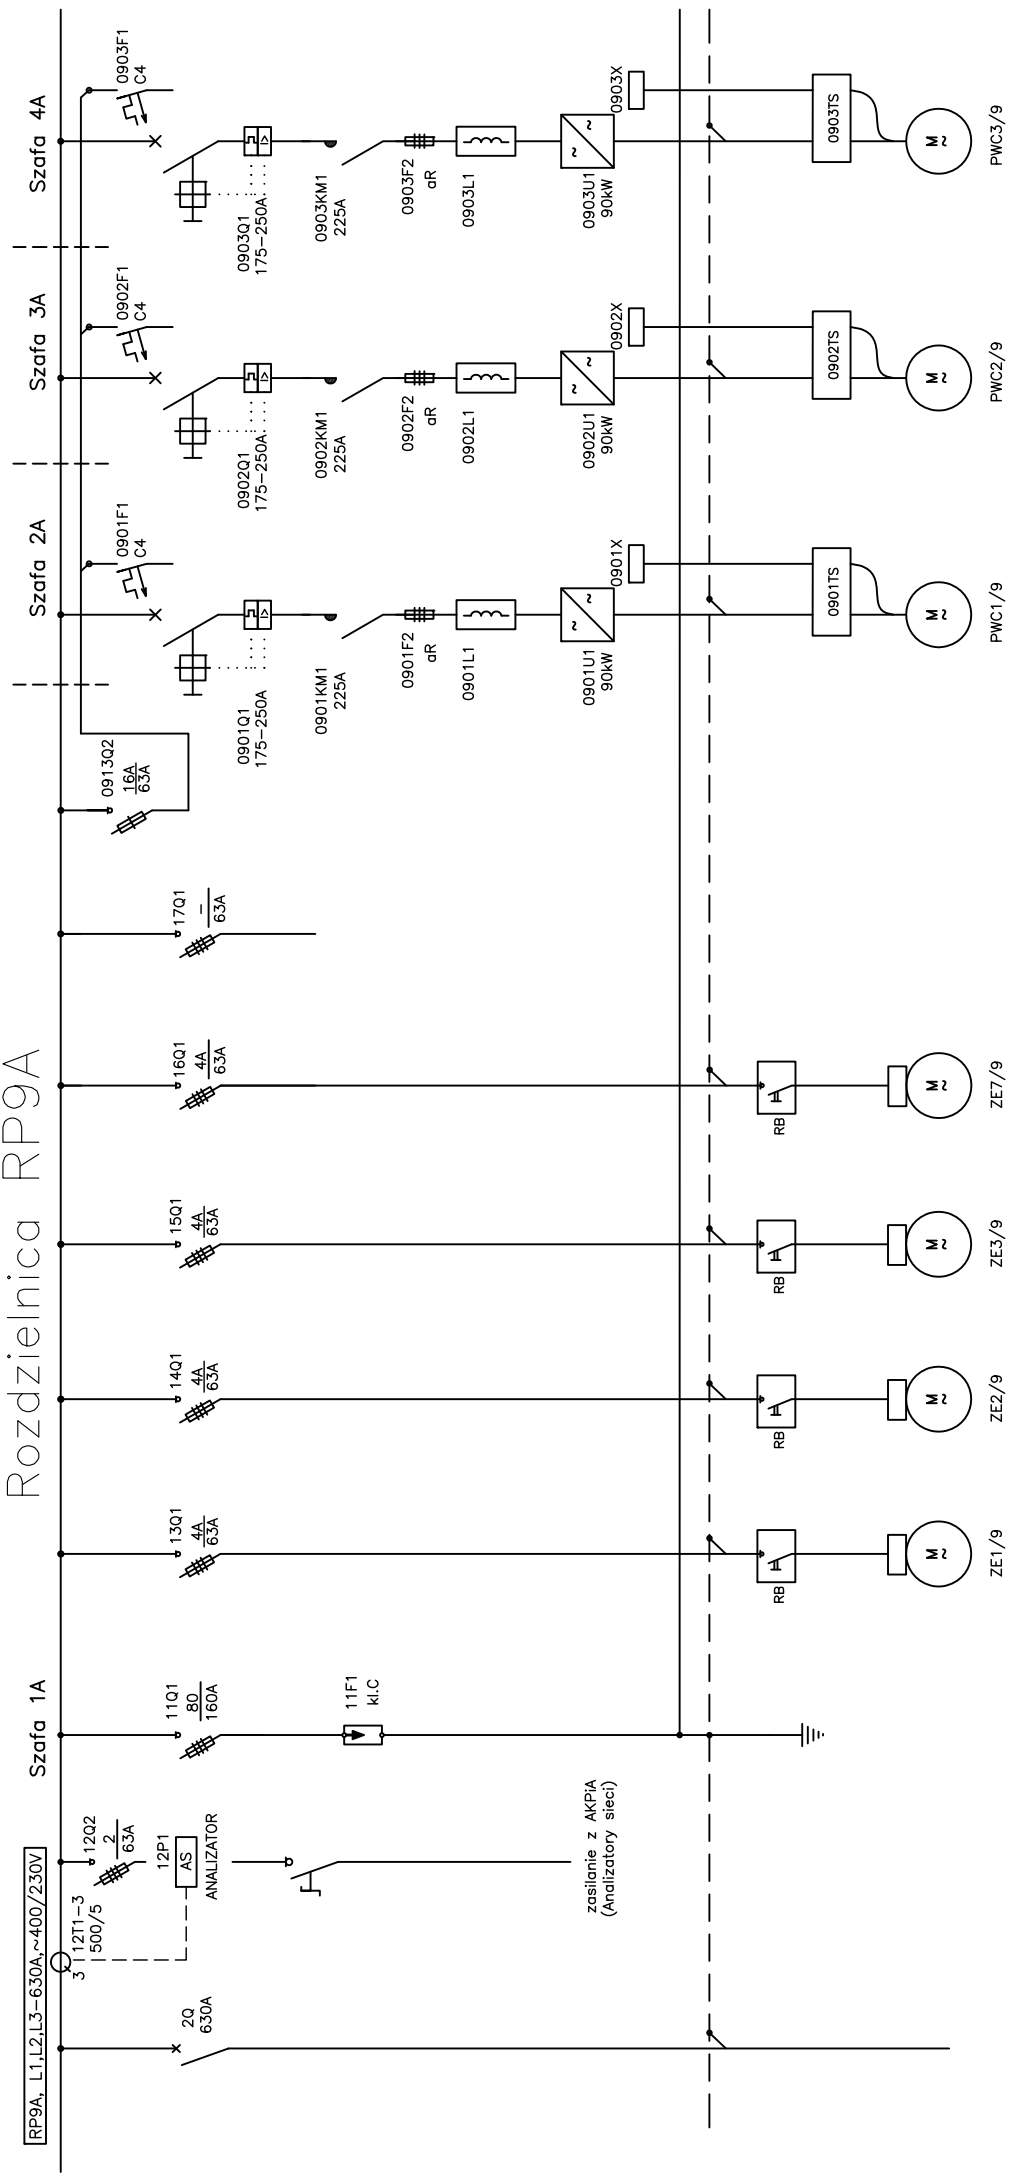 Rozdzielnica RP9A
RP9A, L1,L2,L3-630A,~400/230V
Szafa 1A
Szafa 2A
Szafa 3A
Szafa 4A
2Q
630A
3
12T1-3
500/5
12Q2
2
63A
12P1
AS
ANALIZATOR
zasilanie z AKPiA
(Analizatory sieci)
11Q1
80
160A
11F1
kl.C
13Q1
4A
63A
RB
M
~
ZE1/9
14Q1
4A
63A
RB
M
~
ZE2/9
15Q1
4A
63A
RB
M
~
ZE3/9
16Q1
4A
63A
RB
M
~
ZE7/9
17Q1
-
63A
0913Q2
16A
63A
0901F1
C4
0901Q1
175-250A
0901KM1
225A
0901F2
aR
0901L1
~
~
0901U1
90kW
0901X
0901TS
M
~
PWC1/9
0902F1
C4
0902Q1
175-250A
0902KM1
225A
0902F2
aR
0902L1
~
~
0902U1
90kW
0902X
0902TS
M
~
PWC2/9
0903F1
C4
0903Q1
175-250A
0903KM1
225A
0903F2
aR
0903L1
~
~
0903U1
90kW
0903X
0903TS
M
~
PWC3/9